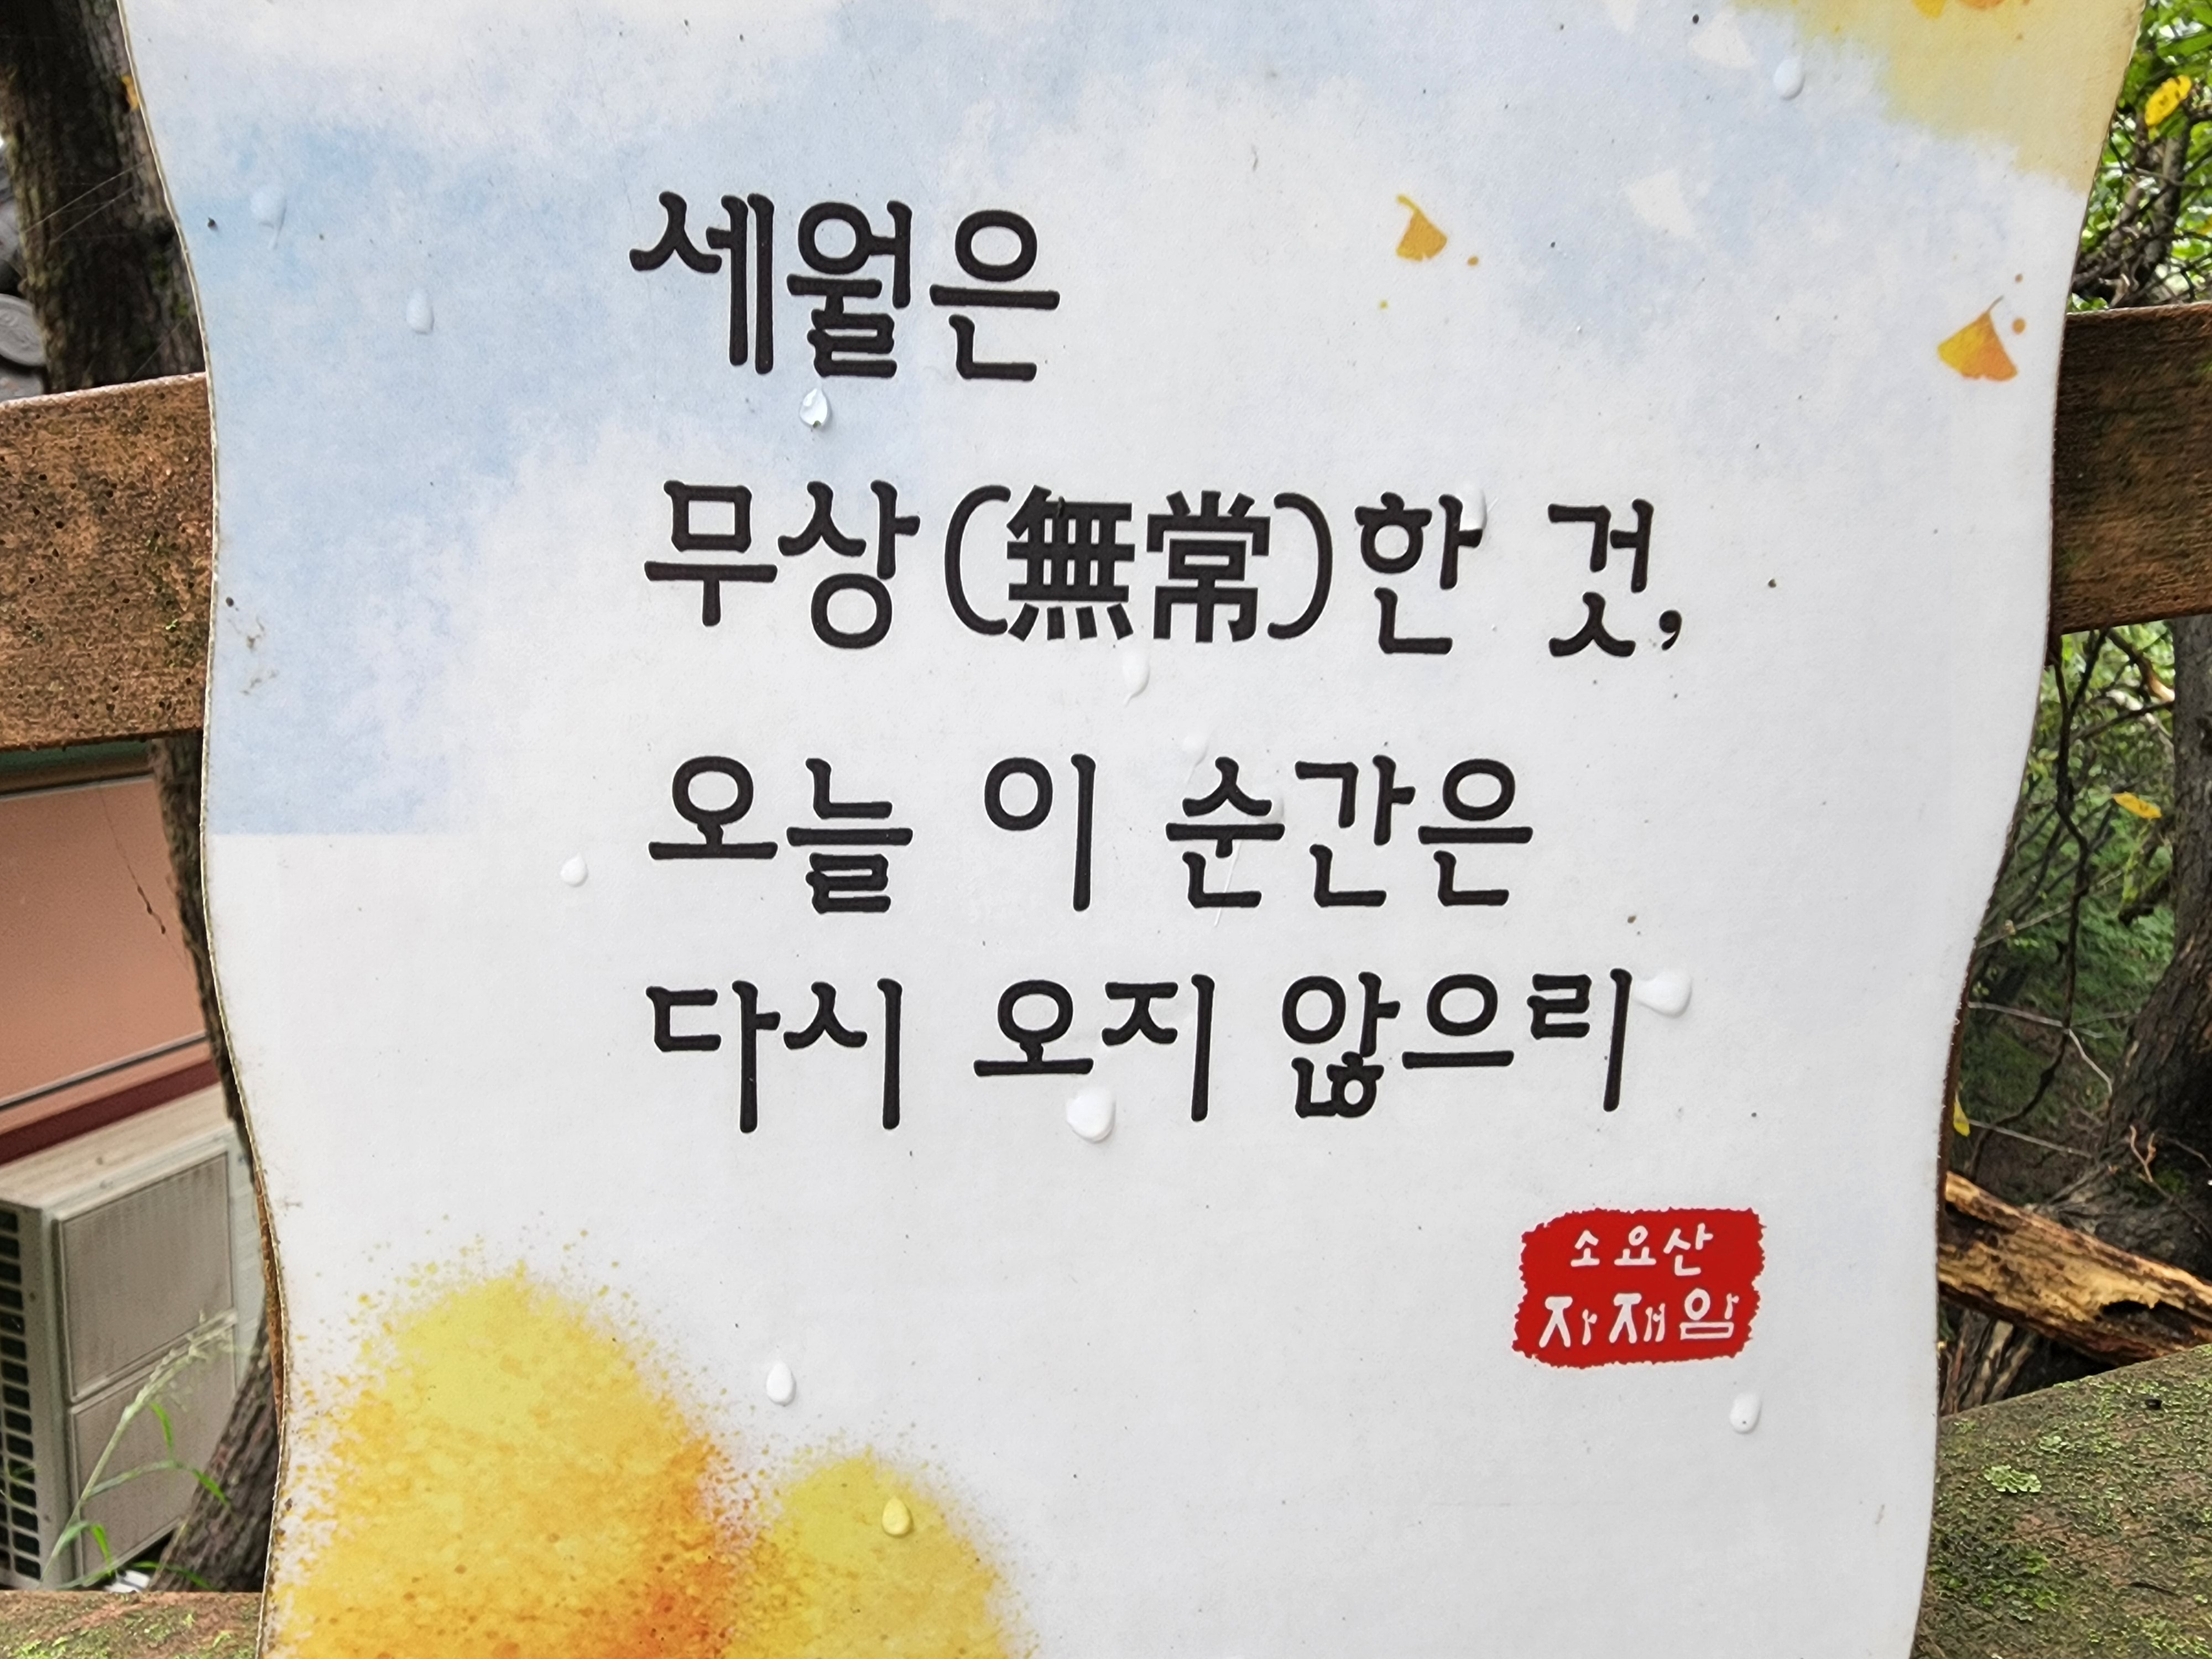 세월은
무상(無常)한 것,
오늘 이 순간은
다시 오지 않으리
소요산
자재암